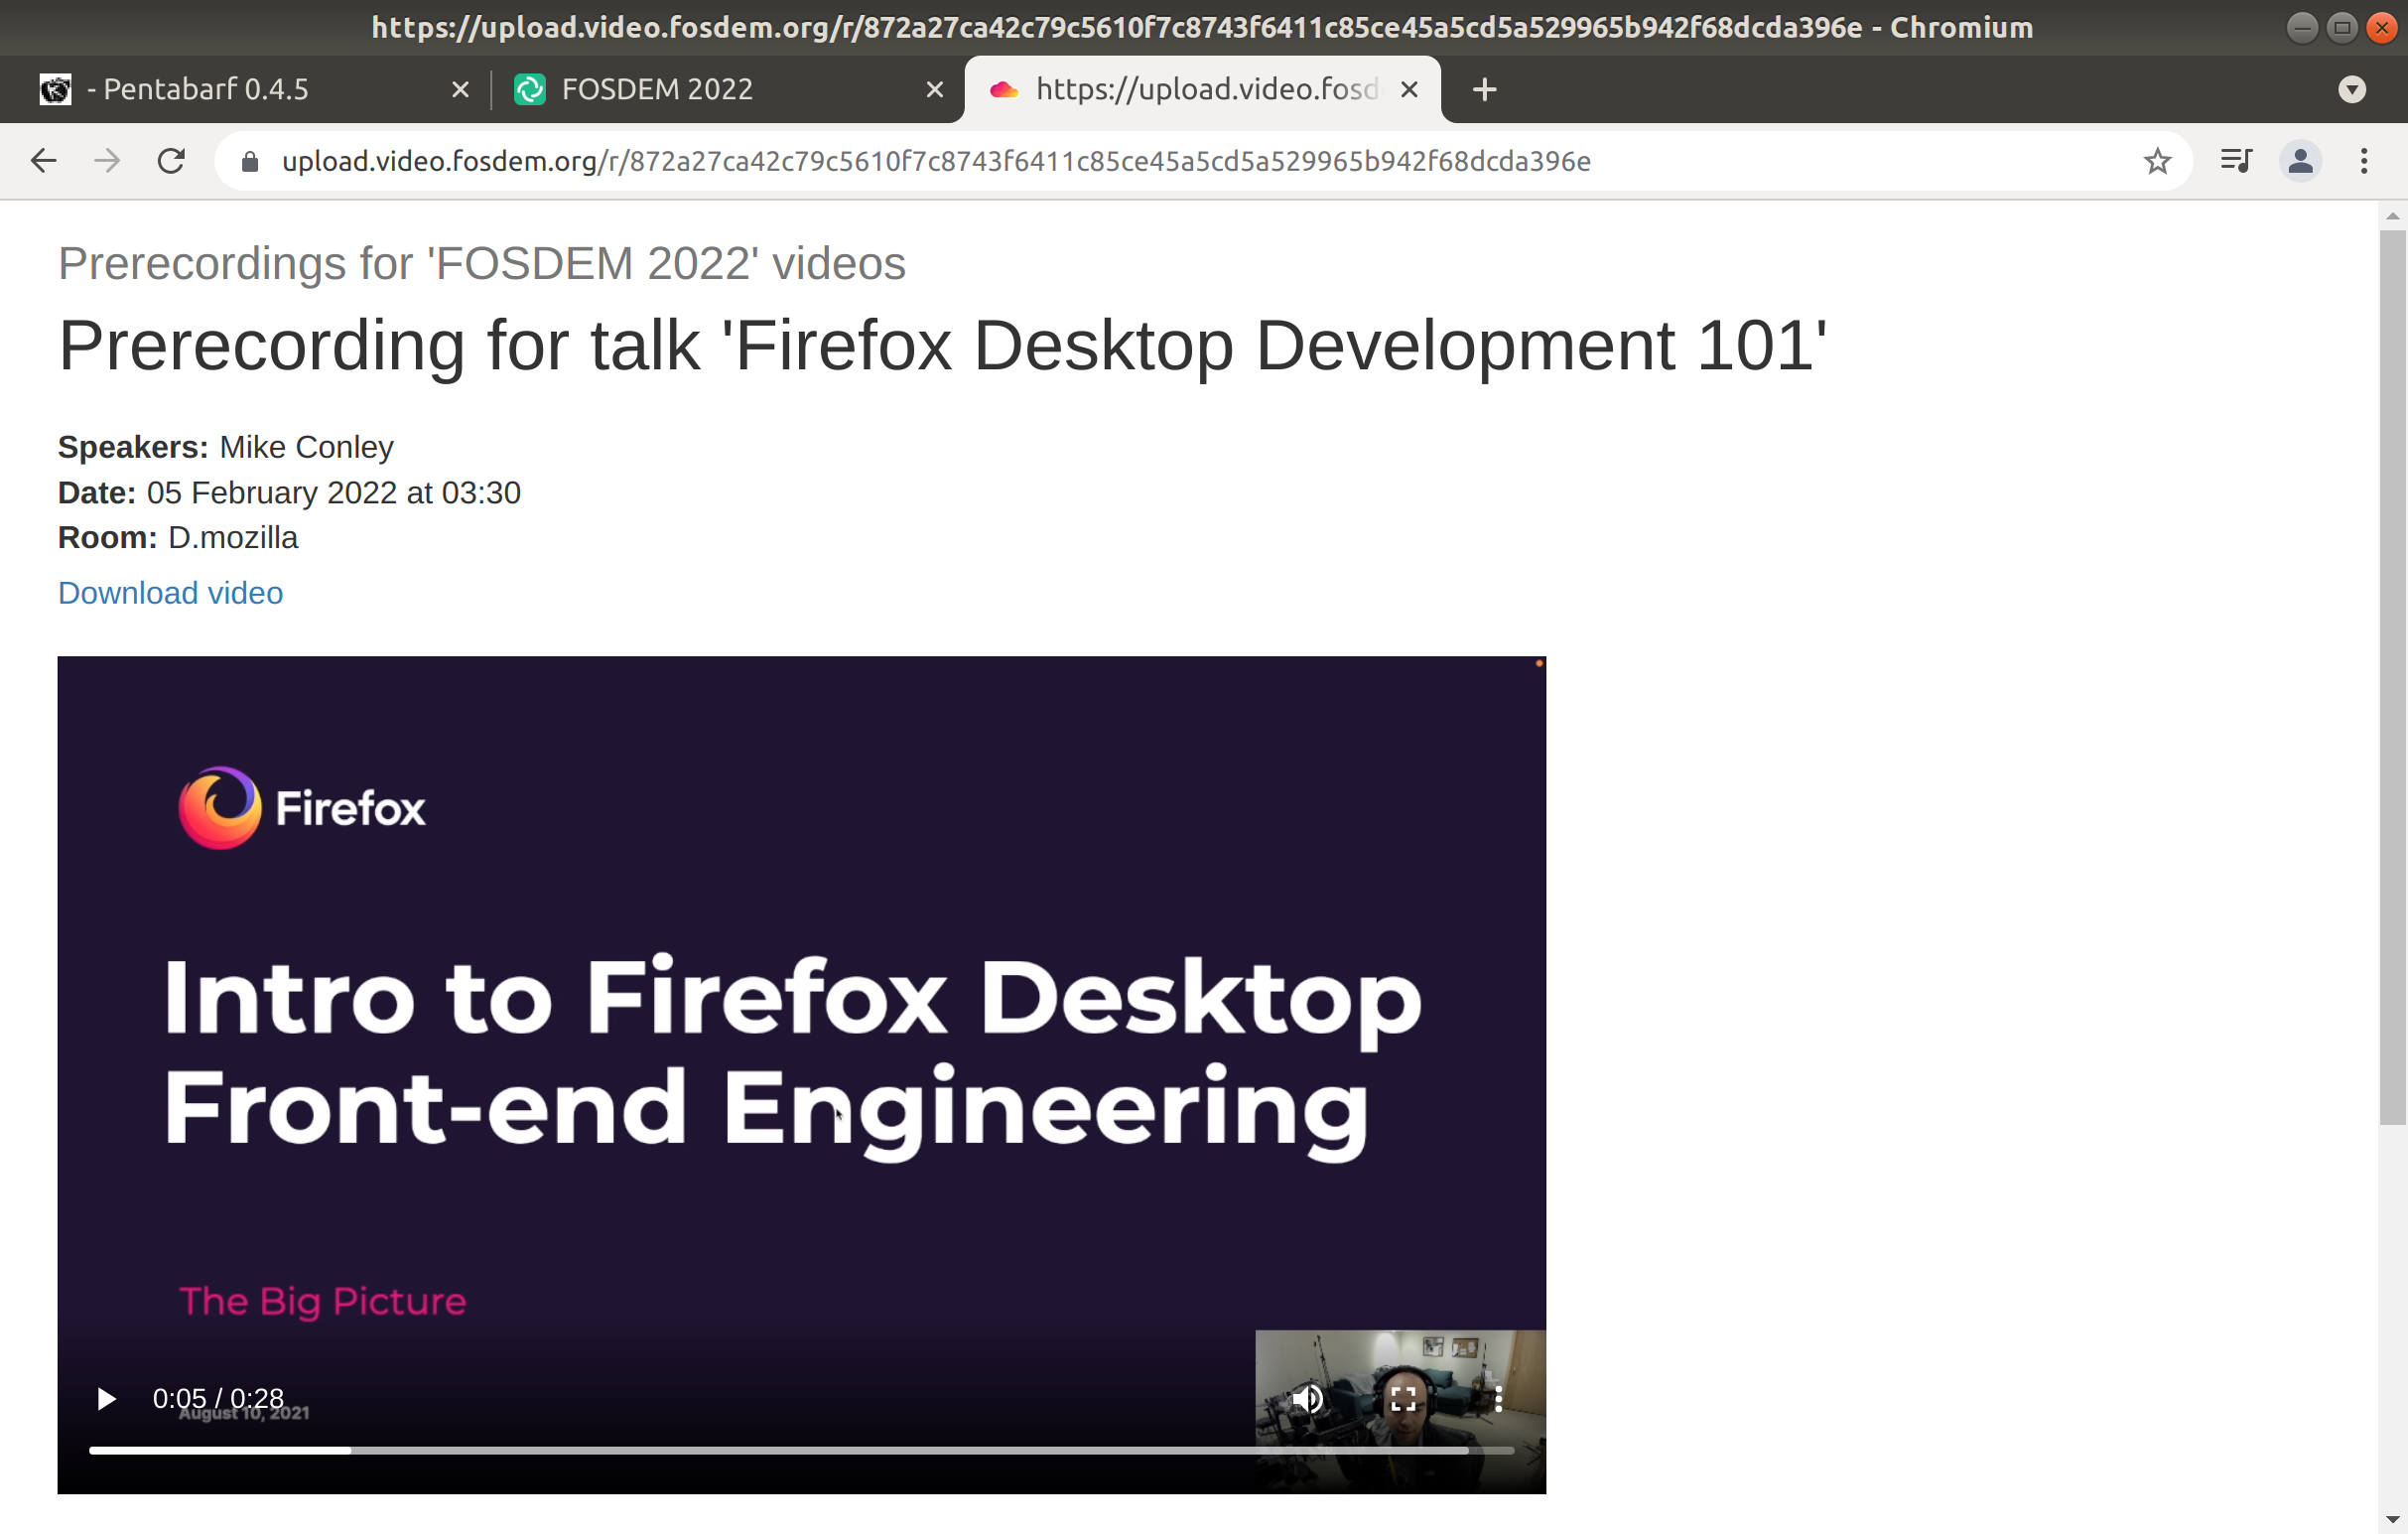 https://upload.video.fosdem.org/r/872a27ca42c79c5610f7c8743f6411c85ce45a5cd5a529965b942f68dcda396e - Chromium
- Pentabarf 0.4.5
FOSDEM 2022
https://upload.video.fosd
upload.video.fosdem.org/r/872a27ca42c79c5610f7c8743f6411c85ce45a5cd5a529965b942f68dcda396e
Prerecordings for 'FOSDEM 2022' videos
Prerecording for talk 'Firefox Desktop Development 101'
Speakers: Mike Conley
Date: 05 February 2022 at 03:30
Room: D.mozilla
Download video
Firefox
Intro to Firefox Desktop
Front-end Engineering
The Big Picture
0:05 / 0:28
August 10, 2021